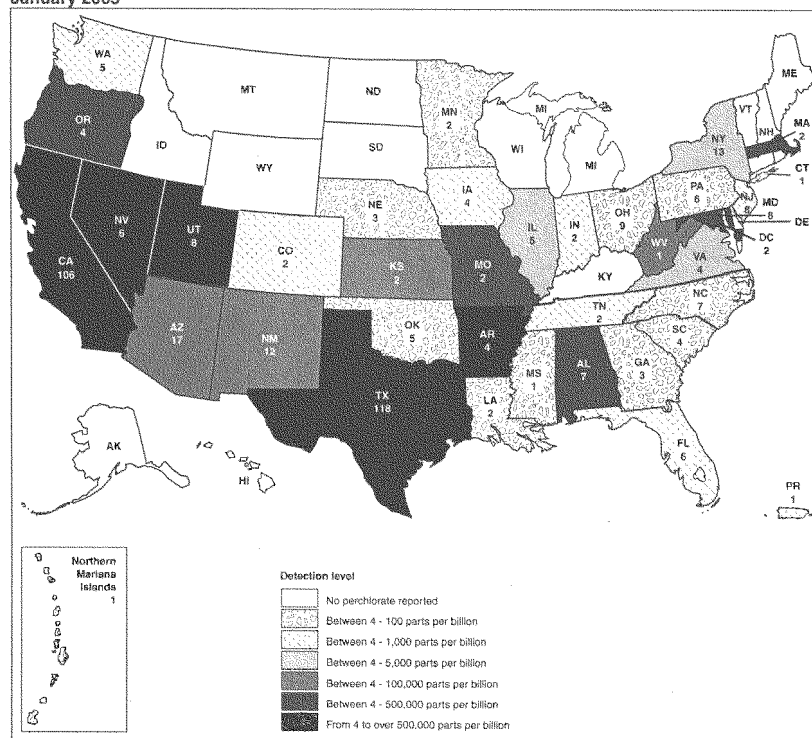 January 2005
WA
5
OR
4
CA
106
NV
6
ID
MT
WY
UT
8
AZ
17
CO
2
NM
12
ND
SD
NE
3
KS
2
OK
5
TX
118
MN
2
IA
4
MO
2
AR
4
LA
2
WI
IL
5
MI
MI
IN
2
KY
TN
2
MS
1
AL
7
OH
9
WV
1
GA
3
FL
6
SC
4
NC
7
VA
4
PA
6
NY
13
VT
NH
ME
MA
2
CT
1
NJ
MD
8
DE
DC
2
AK
HI
PR
1
Northern
Mariana
Islands
1
Detection level
No perchlorate reported
Between 4 - 100 parts per billion
Between 4 - 1,000 parts per billion
Between 4 - 5,000 parts per billion
Between 4 - 100,000 parts per billion
Between 4 - 500,000 parts per billion
From 4 to over 500,000 parts per billion